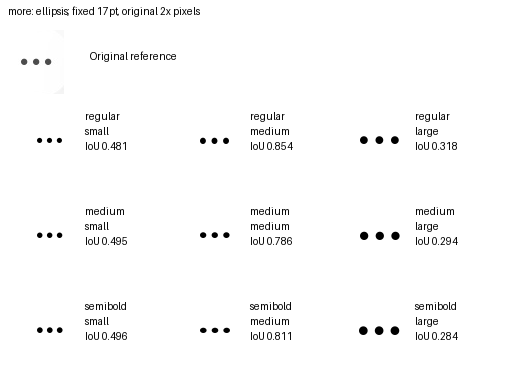 more: ellipsis; fixed 17pt, original 2x pixels
Original reference
regular
small
IoU 0.481
regular
medium
IoU 0.854
regular
large
IoU 0.318
medium
small
IoU 0.495
medium
medium
IoU 0.786
medium
large
IoU 0.294
semibold
small
IoU 0.496
semibold
medium
IoU 0.811
semibold
large
IoU 0.284